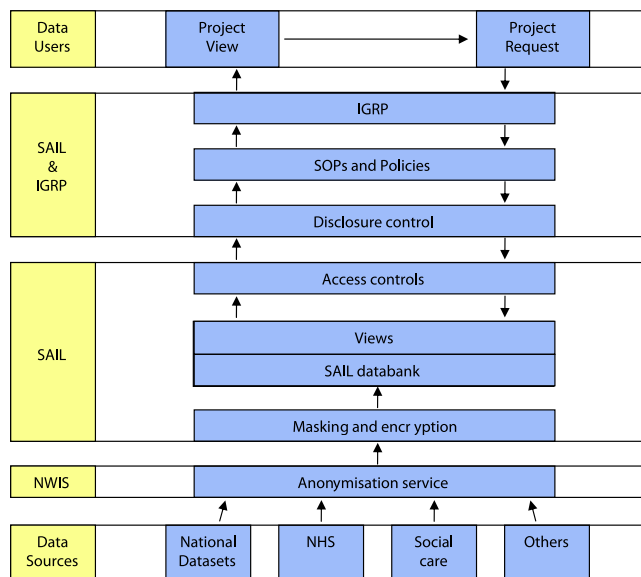 Data
Users
Project
View
Project
Request
SAIL
&
IGRP
IGRP
SOPs and Policies
Disclosure control
SAIL
Access controls
Views
SAIL databank
Masking and encr yption
NWIS
Anonymisation service
Data
Sources
National
Datasets
NHS
Social
care
Others